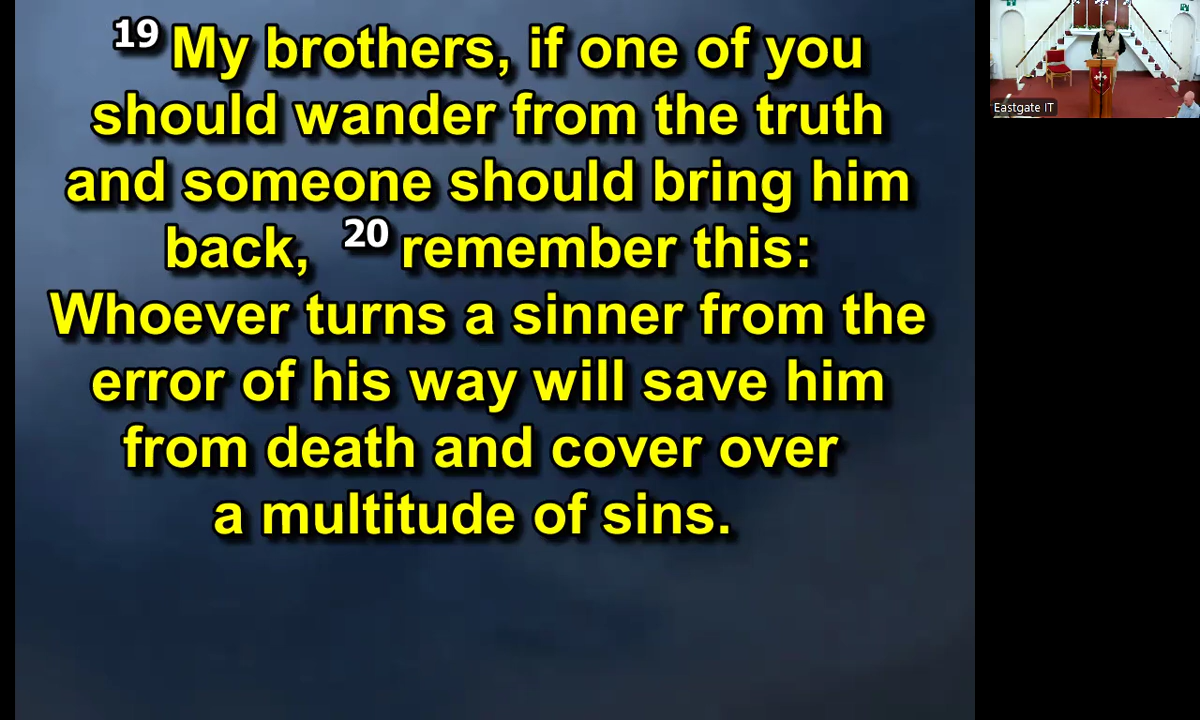 19 My brothers, if one of you
should wander from the truth
and someone should bring him
back, 20 remember this:
Whoever turns a sinner from the
error of his way will save him
from death and cover over
a multitude of sins.
Eastgate IT